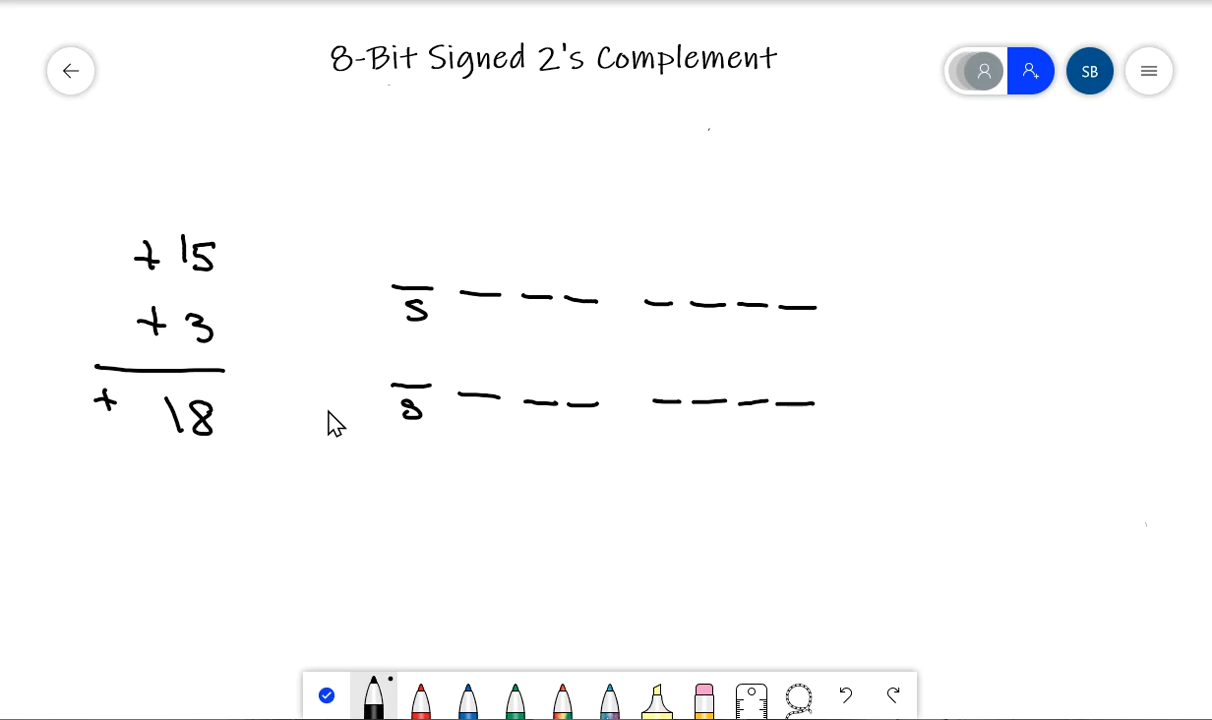 8-Bit Signed 2's Complement
SB
+ 15
+ 3
+ 18
S
S